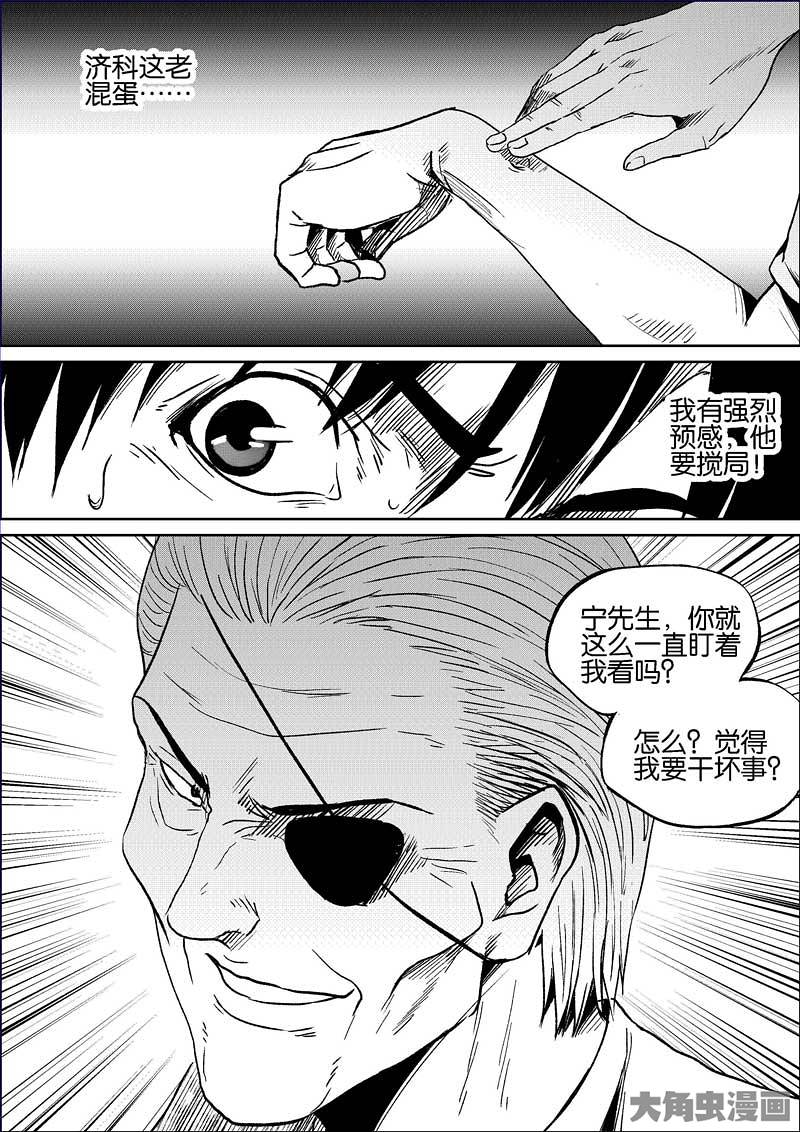 济科这老
混蛋……
我有强烈
预感，他
要搅局！
宁先生，你就
这么一直盯着
我看吗？
怎么？觉得
我要干坏事？
大角虫漫画